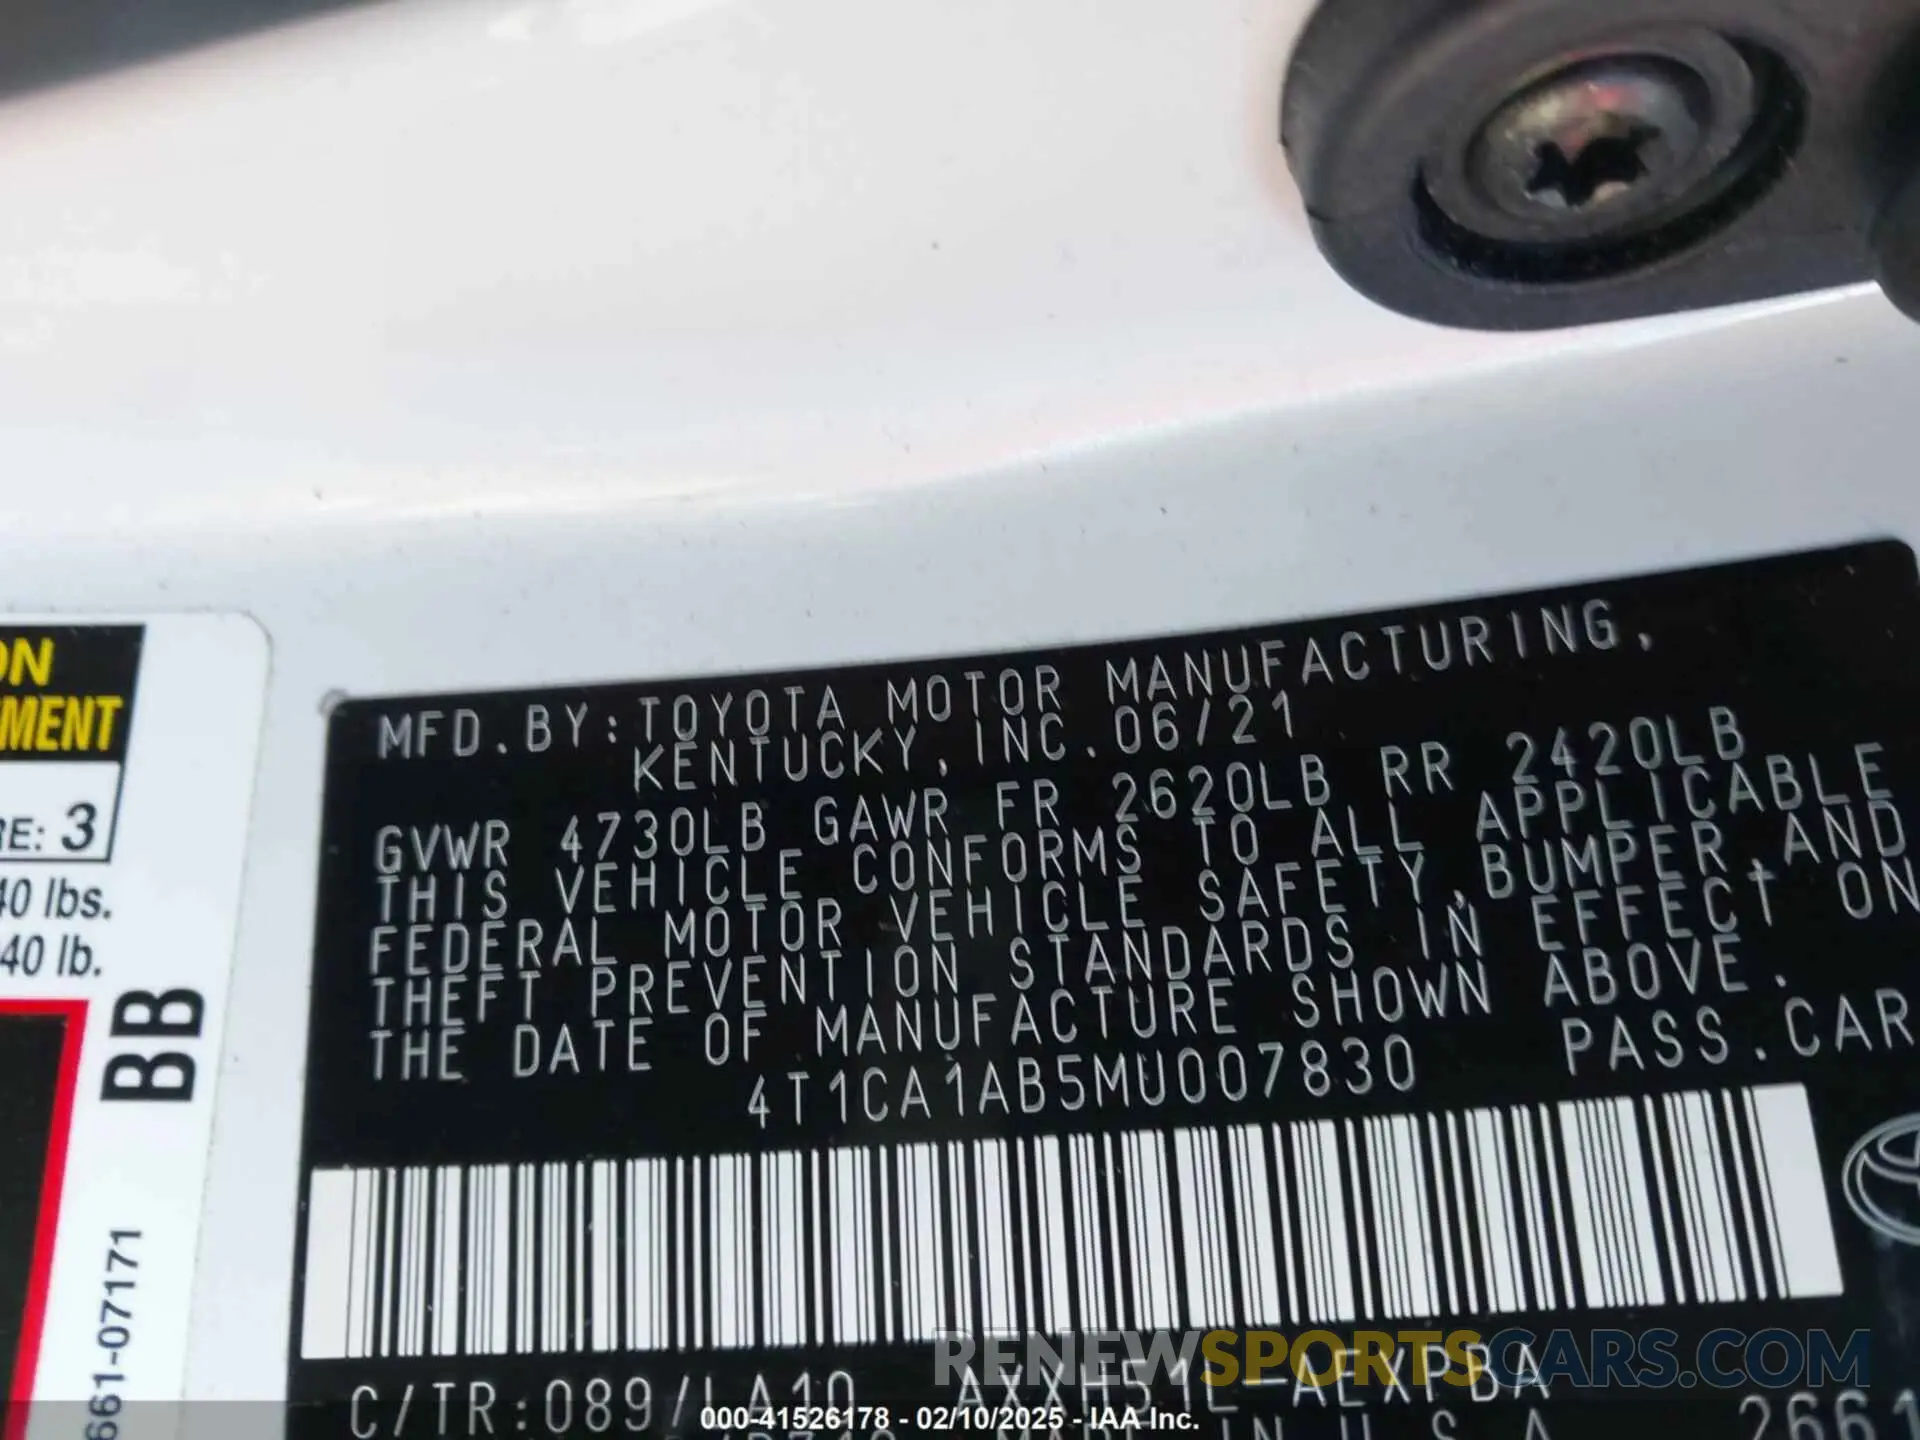 ON
EMENT
RE: 3
40 lbs.
40 lb.
BB
661-07171
MFD.BY:TOYOTA MOTOR MANUFACTURING,
KENTUCKY,INC.06/21
GVWR 4730LB GAWR FR 2620LB RR 2420LB
THIS VEHICLE CONFORMS TO ALL APPLICABLE
FEDERAL MOTOR VEHICLE SAFETY,BUMPER,AND
THEFT PREVENTION STANDARDS IN EFFECT ON
THE DATE OF MANUFACTURE SHOWN ABOVE.
4T1CA1AB5MU007830 PASS.CAR
RENEWSPORTSCARS.COM
C/TR:089/LA10 AXXH51L-AEXPBA
2661
000-41526178 - 02/10/2025 - IAA Inc.